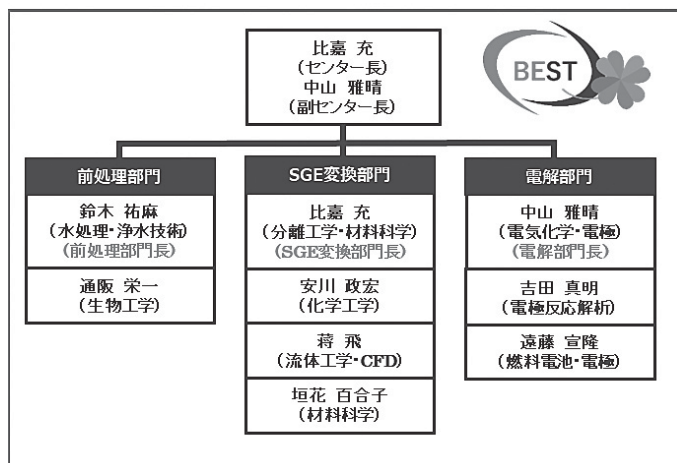 比嘉 充
(センター長)
中山 雅晴
(副センター長)
BEST
前処理部門
鈴木 祐麻
(水処理・浄水技術)
(前処理部門長)
通阪 栄一
(生物工学)
SGE変換部門
比嘉 充
(分離工学・材料科学)
(SGE変換部門長)
安川 政宏
(化学工学)
蒋 飛
(流体工学・CFD)
垣花 百合子
(材料科学)
電解部門
中山 雅晴
(電気化学・電極)
(電解部門長)
吉田 真明
(電極反応解析)
遠藤 宣隆
(燃料電池・電極)